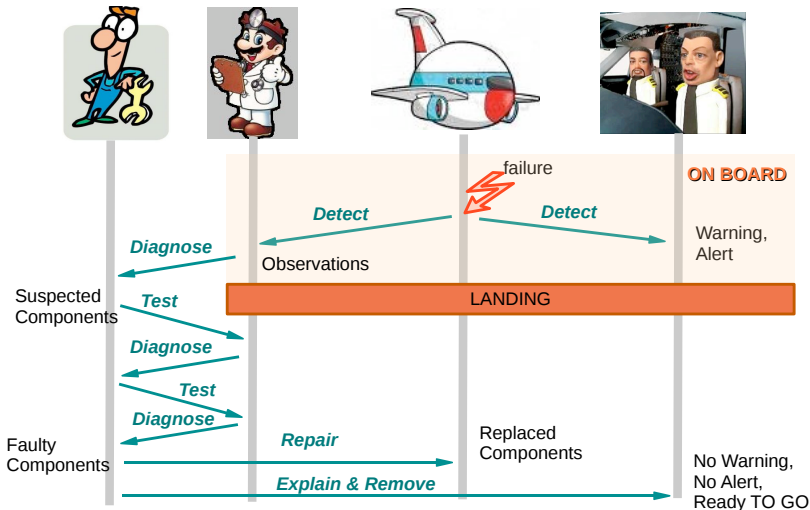 failure
ON BOARD
Detect
Detect
Warning,
Alert
Diagnose
Observations
Suspected
Components
Test
LANDING
Diagnose
Test
Diagnose
Faulty
Components
Repair
Replaced
Components
Explain & Remove
No Warning,
No Alert,
Ready TO GO